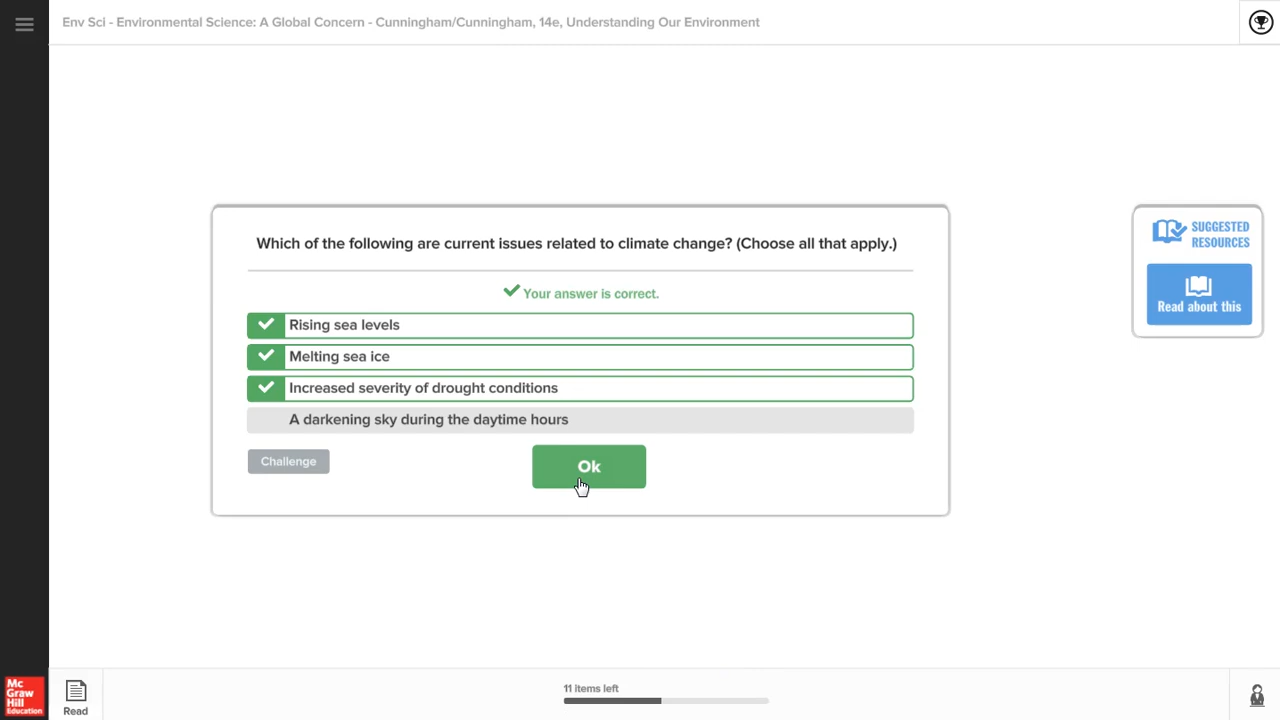 Env Sci - Environmental Science: A Global Concern - Cunningham/Cunningham, 14e, Understanding Our Environment
Which of the following are current issues related to climate change? (Choose all that apply.)
Your answer is correct.
Rising sea levels
Melting sea ice
Increased severity of drought conditions
A darkening sky during the daytime hours
Challenge
Ok
SUGGESTED
RESOURCES
Read about this
Mc
Graw
Hill
Education
Read
11 items left